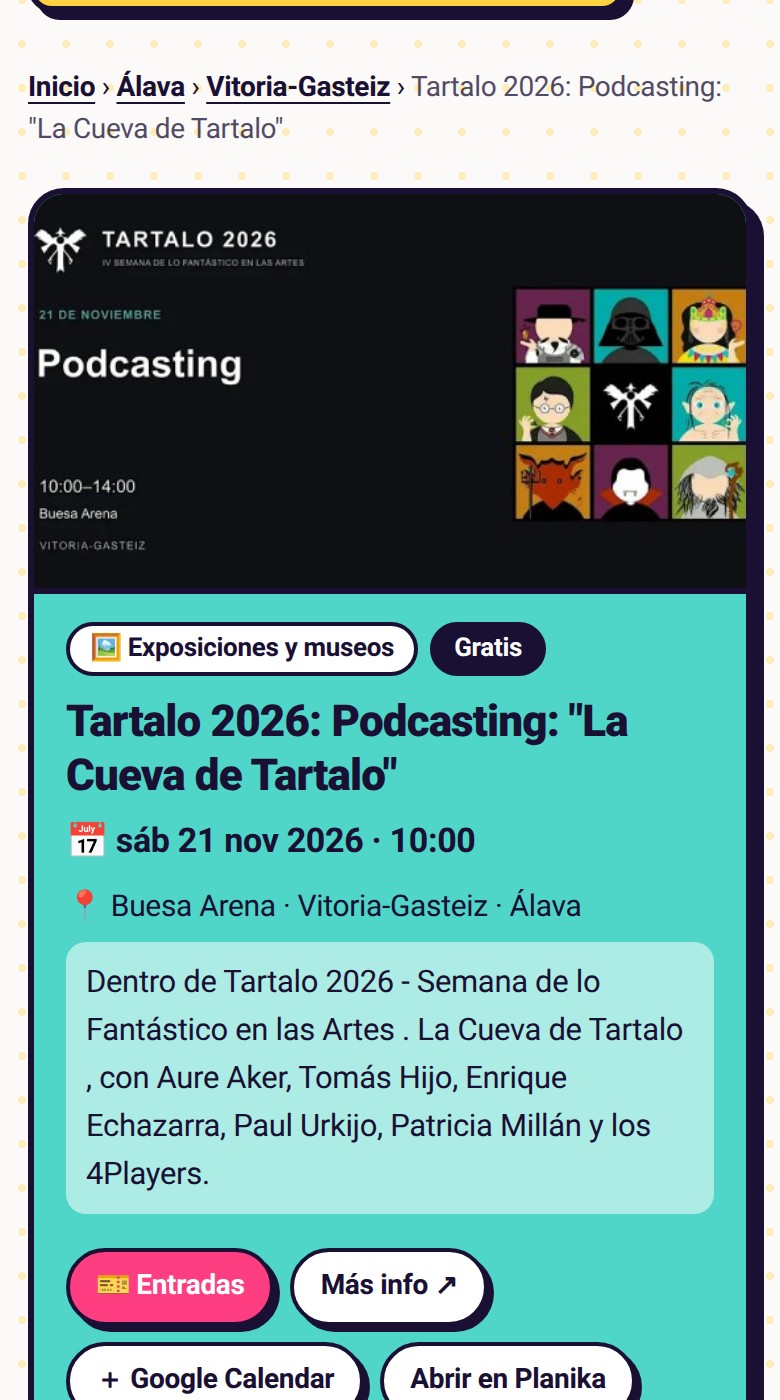 Inicio › Álava › Vitoria-Gasteiz › Tartalo 2026: Podcasting:
"La Cueva de Tartalo"
TARTALO 2026
IV SEMANA DE LO FANTÁSTICO EN LAS ARTES
21 DE NOVIEMBRE
Podcasting
10:00–14:00
Buesa Arena
VITORIA-GASTEIZ
🖼️ Exposiciones y museos
Gratis
Tartalo 2026: Podcasting: "La
Cueva de Tartalo"
📅 sáb 21 nov 2026 · 10:00
📍 Buesa Arena · Vitoria-Gasteiz · Álava
Dentro de Tartalo 2026 - Semana de lo
Fantástico en las Artes . La Cueva de Tartalo
, con Aure Aker, Tomás Hijo, Enrique
Echazarra, Paul Urkijo, Patricia Millán y los
4Players.
🎫 Entradas
Más info ↗
+ Google Calendar
Abrir en Planika